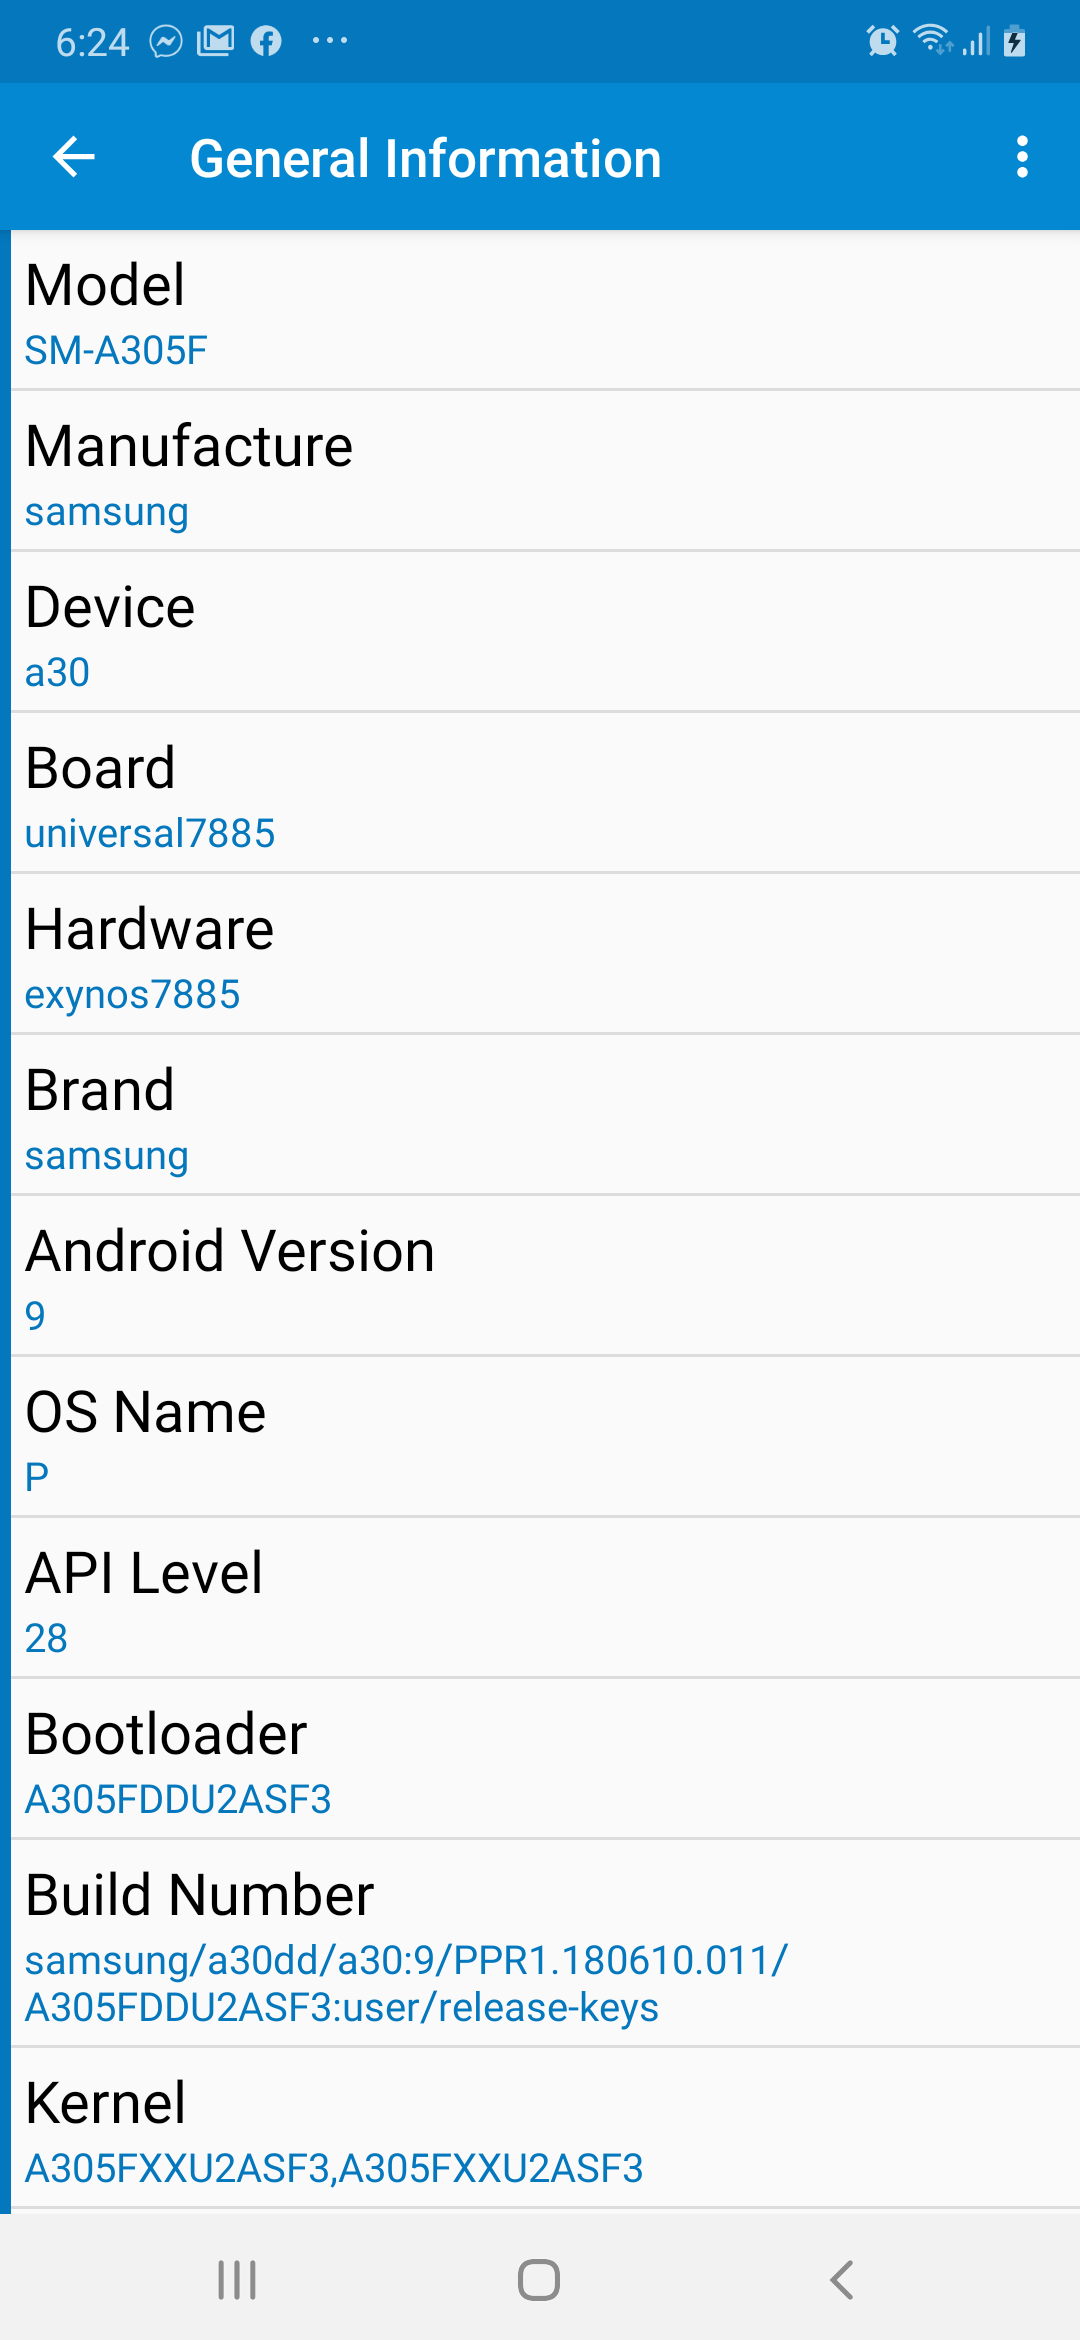 6:24
General Information
Model
SM-A305F
Manufacture
samsung
Device
a30
Board
universal7885
Hardware
exynos7885
Brand
samsung
Android Version
9
OS Name
P
API Level
28
Bootloader
A305FDDU2ASF3
Build Number
samsung/a30dd/a30:9/PPR1.180610.011/
A305FDDU2ASF3:user/release-keys
Kernel
A305FXXU2ASF3,A305FXXU2ASF3